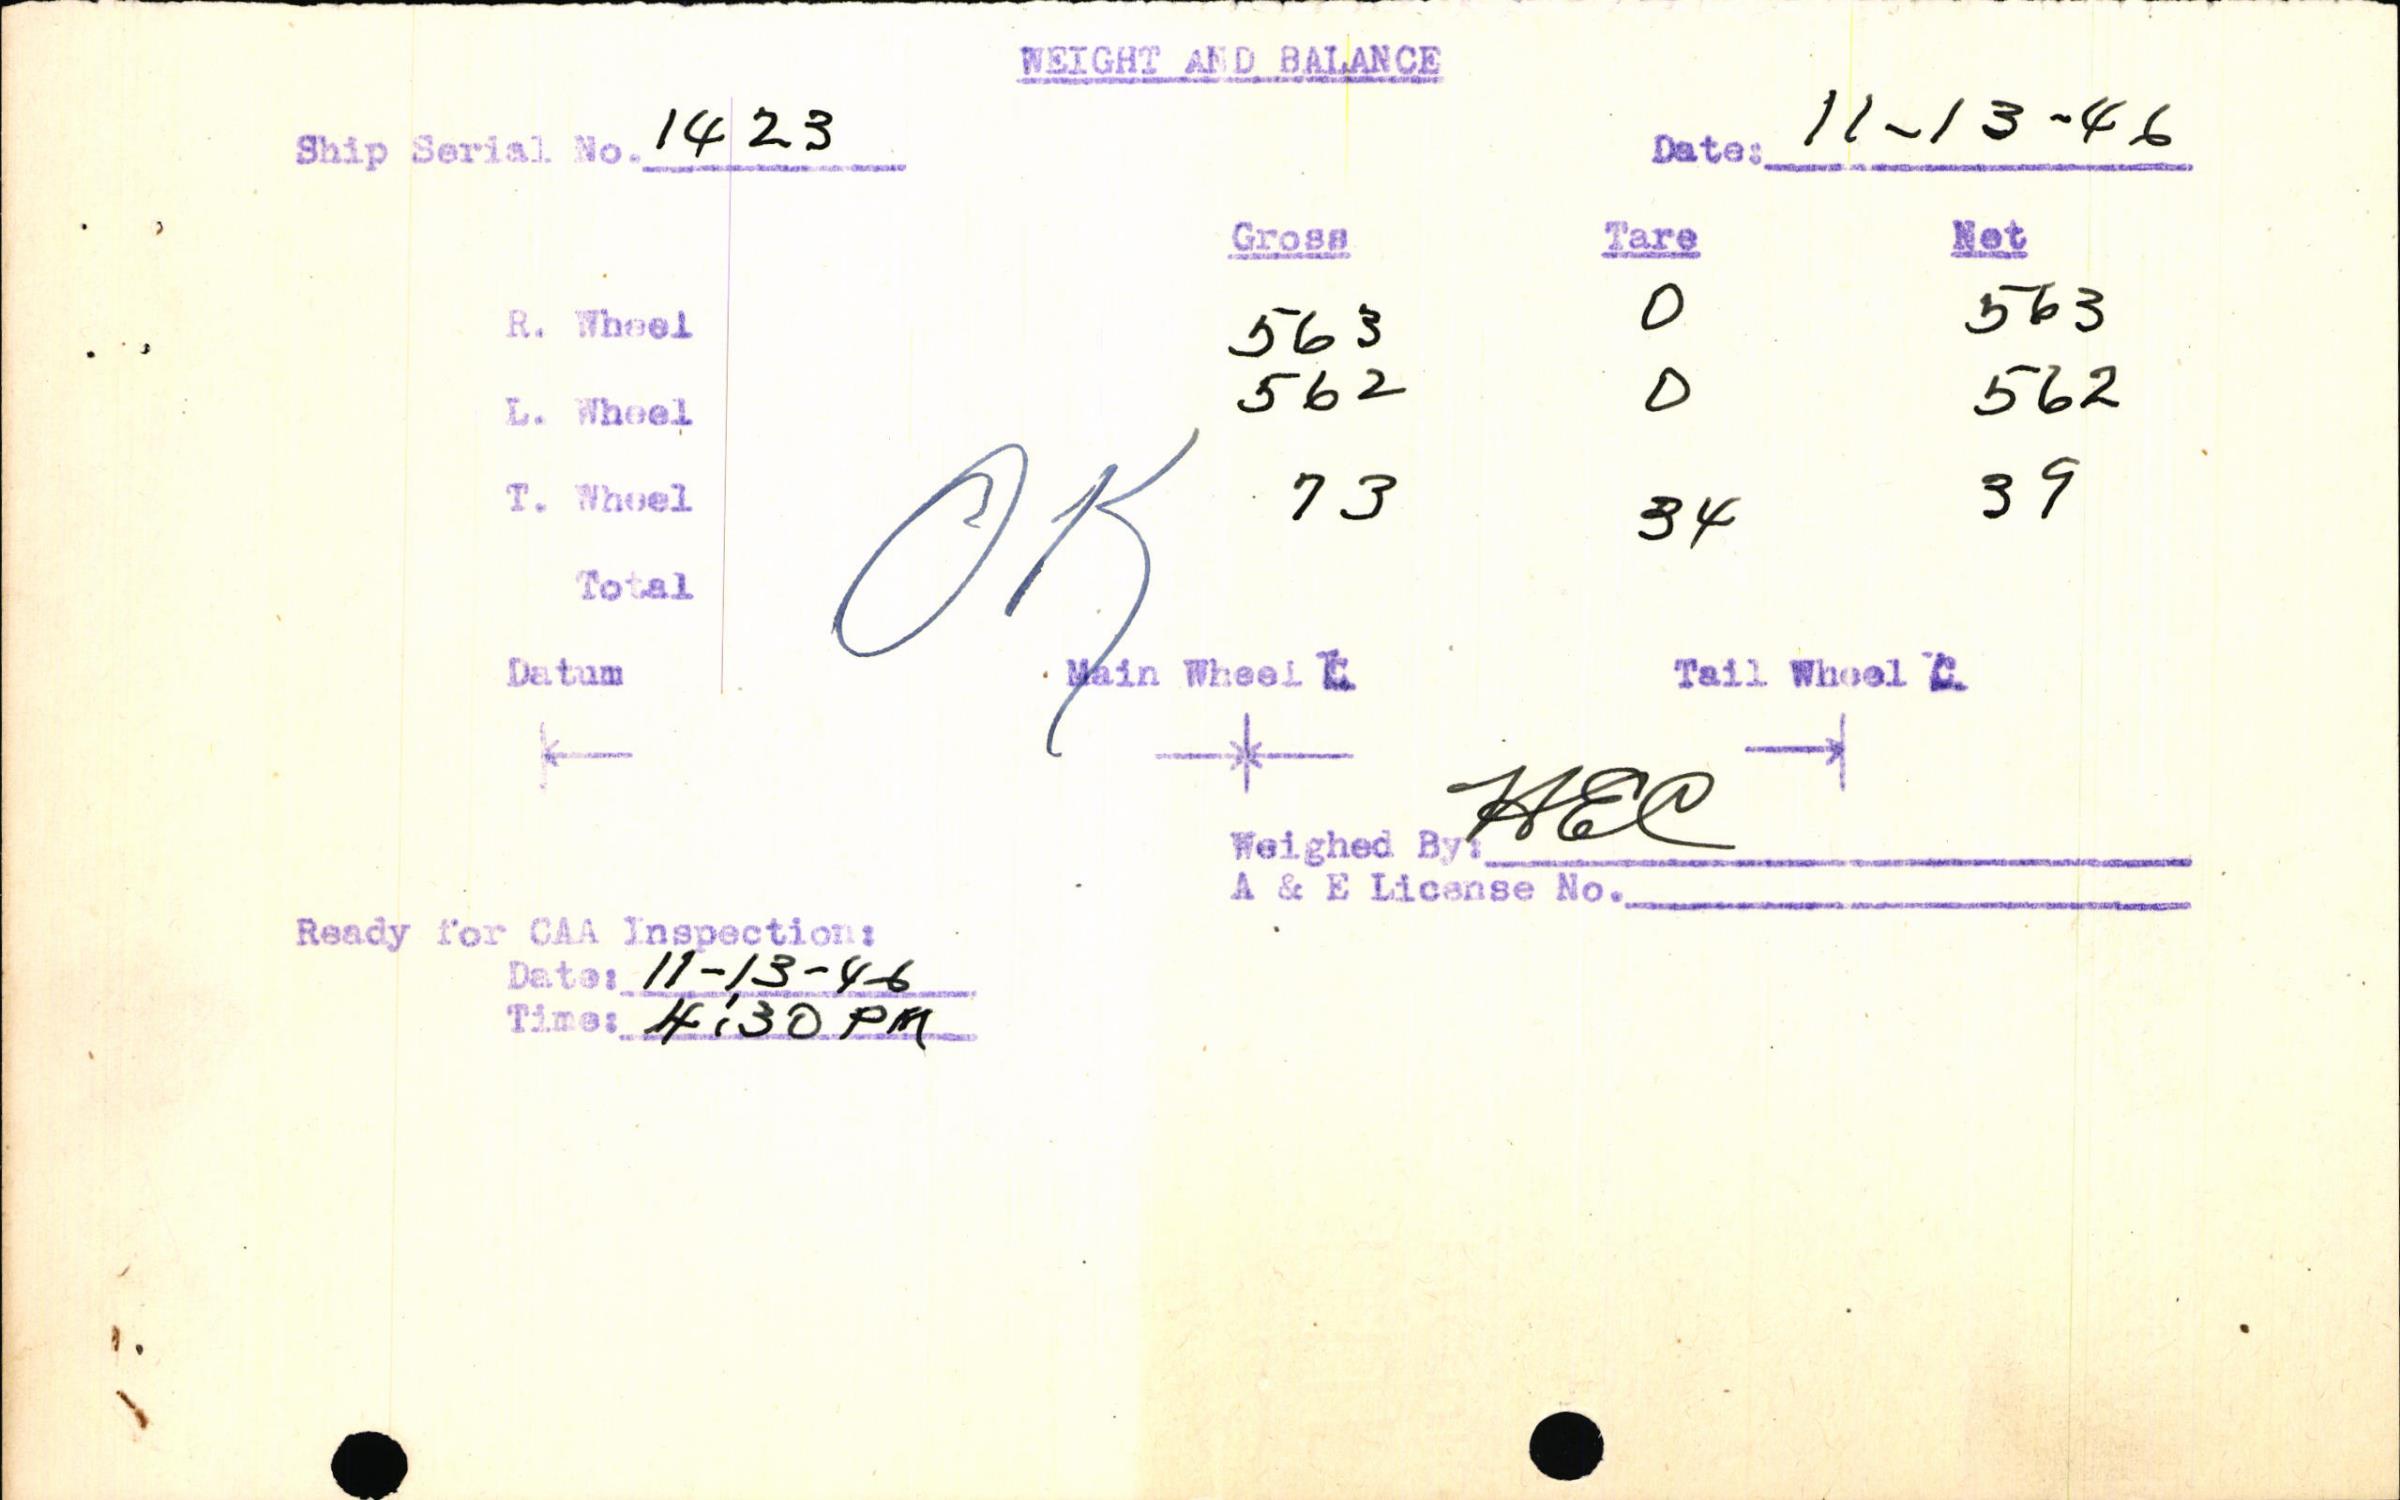 WEIGHT AND BALANCE
Ship Serial No. 1423 Date: 11-13-46
Gross Tare Net
R. Wheel 563 0 563
L. Wheel 562 0 562
T. Wheel 73 34 39
OK
Total
Datum Main Wheel C Tail Wheel C
Weighed By: HEC
A & E License No.
Ready for CAA Inspection:
Date: 11-13-46
Time: 4:30 PM